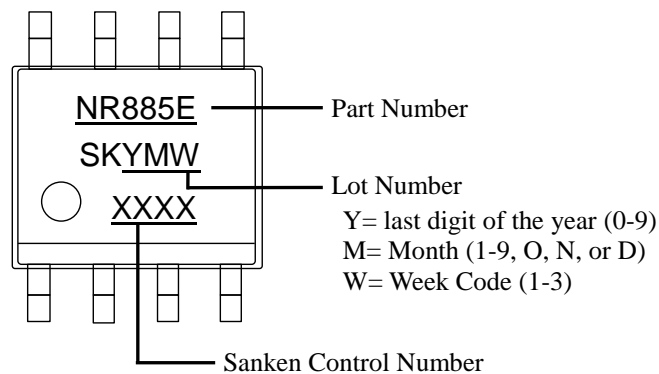 NR885E
Part Number
SKYMW
Lot Number
XXXX
Y= last digit of the year (0-9)
M= Month (1-9, O, N, or D)
W= Week Code (1-3)
Sanken Control Number